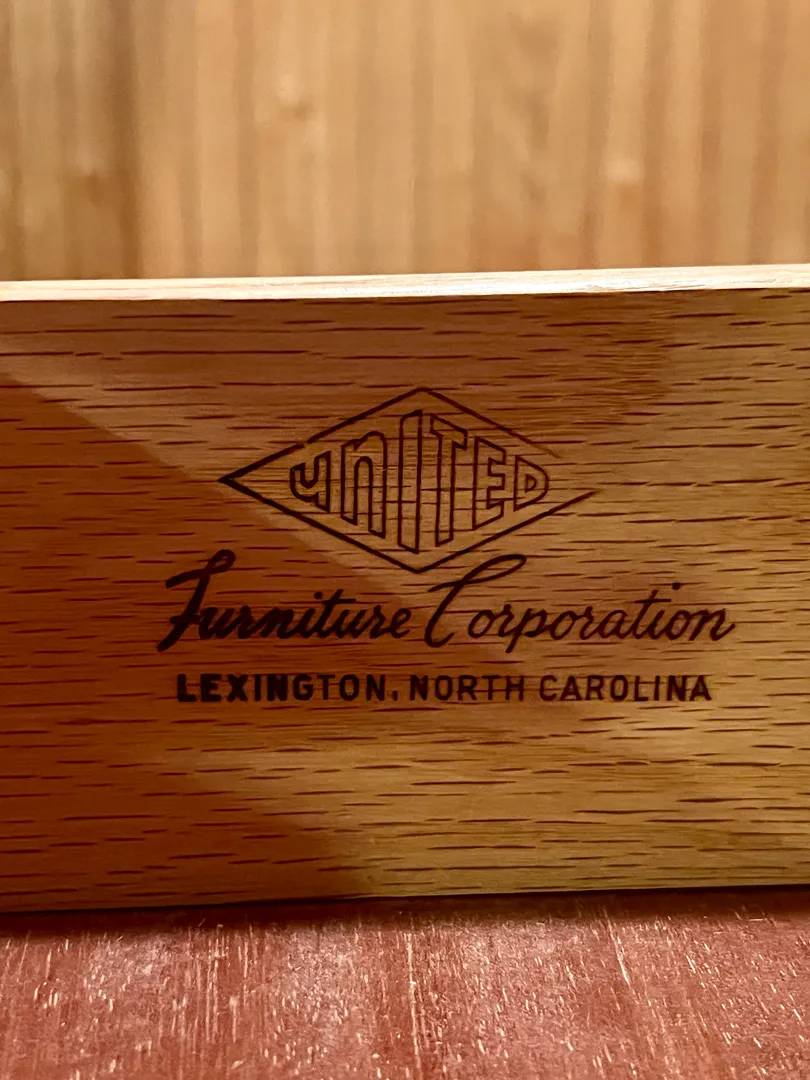 UNITED
Furniture Corporation
LEXINGTON, NORTH CAROLINA